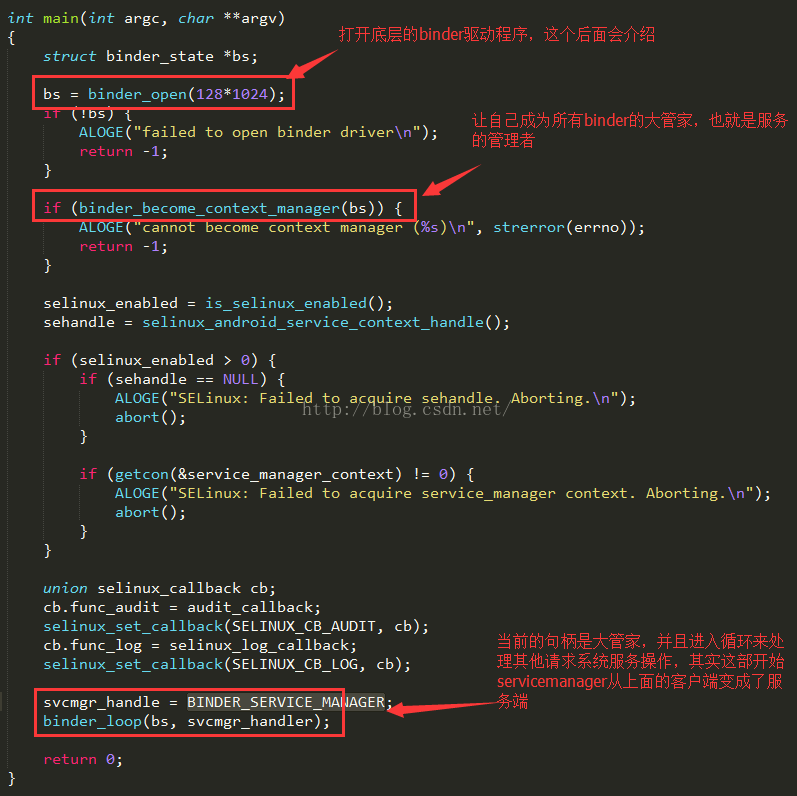 int main(int argc, char **argv)
{
struct binder_state *bs;
打开底层的binder驱动程序，这个后面会介绍
bs = binder_open(128*1024);
if (!bs) {
ALOGE("failed to open binder driver\n");
return -1;
}
让自己成为所有binder的大管家，也就是服务
的管理者
if (binder_become_context_manager(bs)) {
ALOGE("cannot become context manager (%s)\n", strerror(errno));
return -1;
}
selinux_enabled = is_selinux_enabled();
sehandle = selinux_android_service_context_handle();
if (selinux_enabled > 0) {
if (sehandle == NULL) {
ALOGE("SELinux: Failed to acquire sehandle. Aborting.\n");
http://blog.csdn.net/
abort();
}
if (getcon(&service_manager_context) != 0) {
ALOGE("SELinux: Failed to acquire service_manager context. Aborting.\n");
abort();
}
}
union selinux_callback cb;
cb.func_audit = audit_callback;
selinux_set_callback(SELINUX_CB_AUDIT, cb);
cb.func_log = selinux_log_callback;
selinux_set_callback(SELINUX_CB_LOG, cb);
当前的句柄是大管家，并且进入循环来处
理其他请求系统服务操作，其实这部开始
servicemanager从上面的客户端变成了服
务端
svcmgr_handle = BINDER_SERVICE_MANAGER;
binder_loop(bs, svcmgr_handler);
return 0;
}